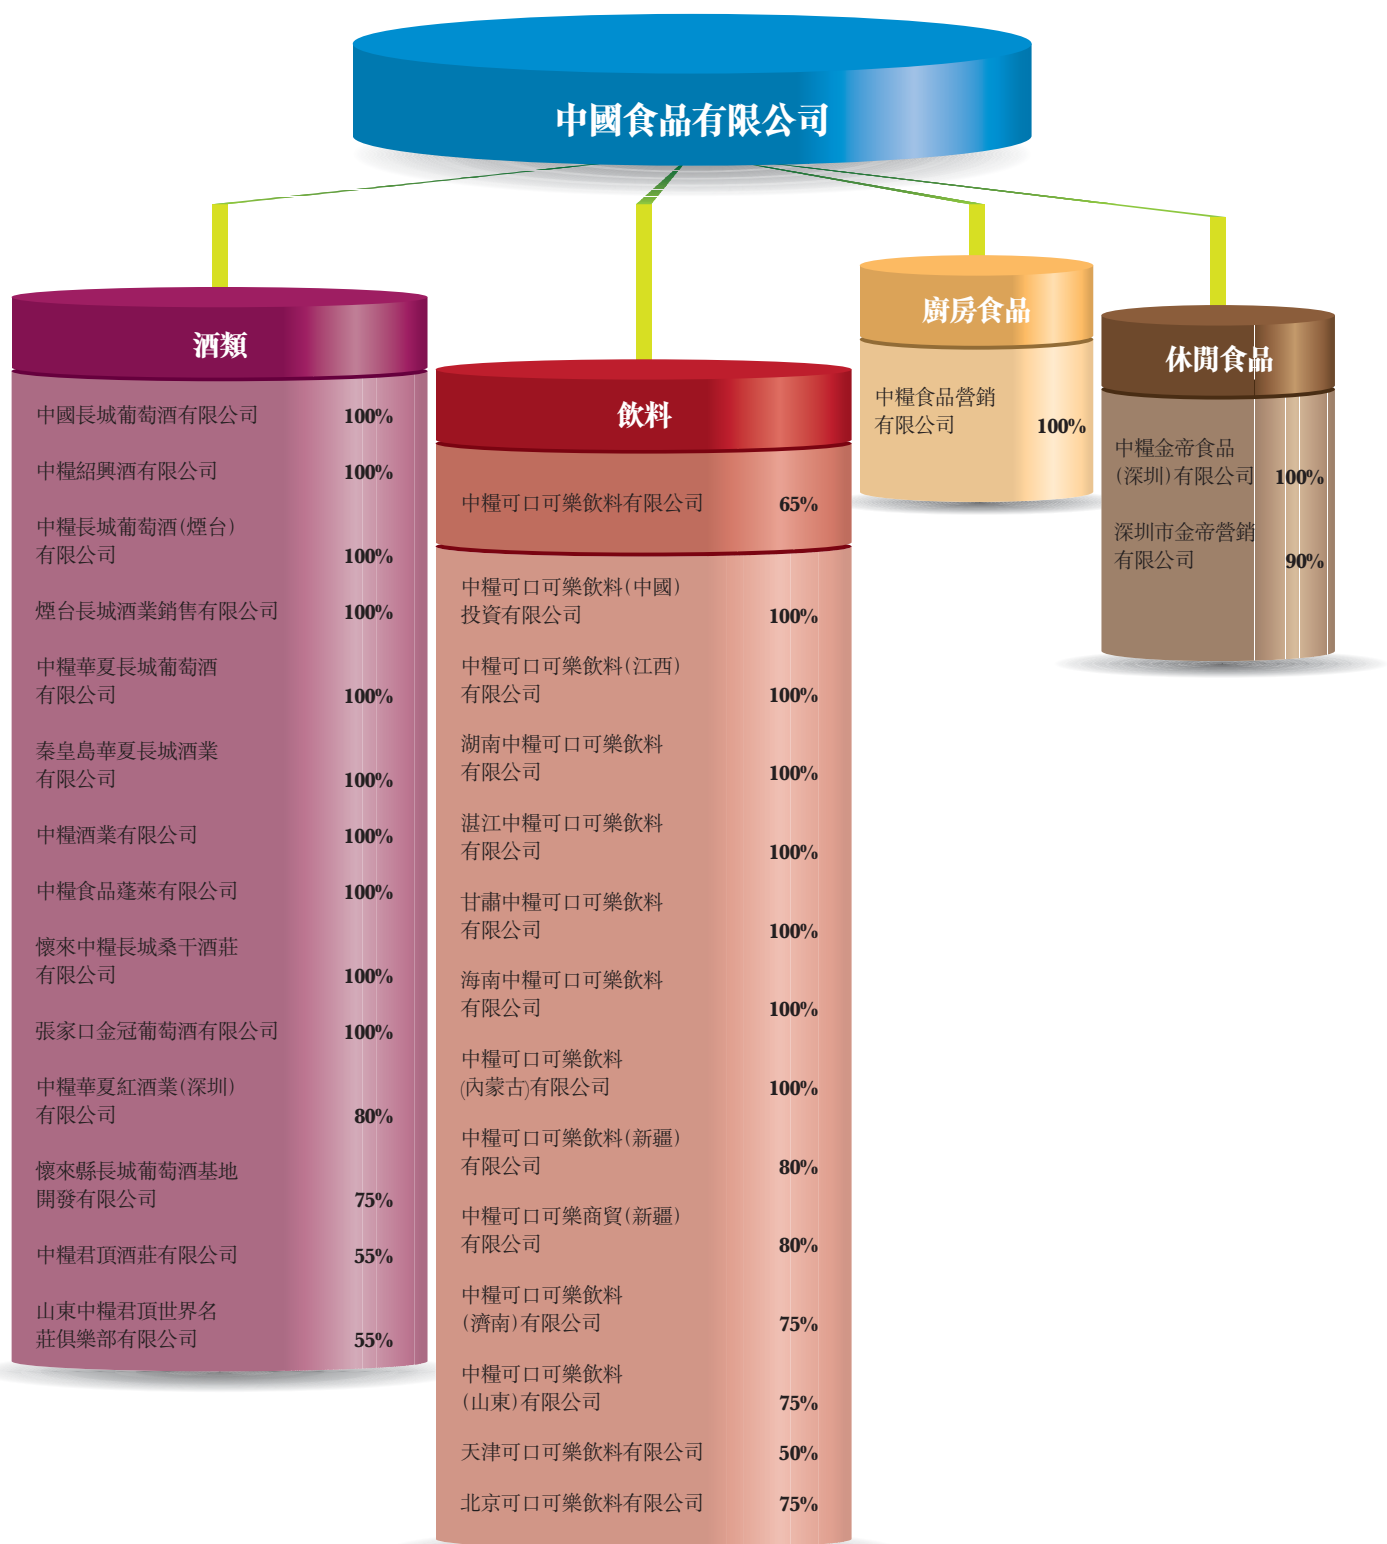 中國食品有限公司
酒類
中國長城葡萄酒有限公司 100%
中糧紹興酒有限公司 100%
中糧長城葡萄酒(煙台)
有限公司 100%
煙台長城酒業銷售有限公司 100%
中糧華夏長城葡萄酒
有限公司 100%
秦皇島華夏長城酒業
有限公司 100%
中糧酒業有限公司 100%
中糧食品蓬萊有限公司 100%
懷來中糧長城桑干酒莊
有限公司 100%
張家口金冠葡萄酒有限公司 100%
中糧華夏紅酒業(深圳)
有限公司 80%
懷來縣長城葡萄酒基地
開發有限公司 75%
中糧君頂酒莊有限公司 55%
山東中糧君頂世界名
莊俱樂部有限公司 55%
飲料
中糧可口可樂飲料有限公司 65%
中糧可口可樂飲料(中國)
投資有限公司 100%
中糧可口可樂飲料(江西)
有限公司 100%
湖南中糧可口可樂飲料
有限公司 100%
湛江中糧可口可樂飲料
有限公司 100%
甘肅中糧可口可樂飲料
有限公司 100%
海南中糧可口可樂飲料
有限公司 100%
中糧可口可樂飲料
(內蒙古)有限公司 100%
中糧可口可樂飲料(新疆)
有限公司 80%
中糧可口可樂商貿(新疆)
有限公司 80%
中糧可口可樂飲料
(濟南)有限公司 75%
中糧可口可樂飲料
(山東)有限公司 75%
天津可口可樂飲料有限公司 50%
北京可口可樂飲料有限公司 75%
廚房食品
中糧食品營銷
有限公司 100%
休閒食品
中糧金帝食品
(深圳)有限公司 100%
深圳市金帝營銷
有限公司 90%